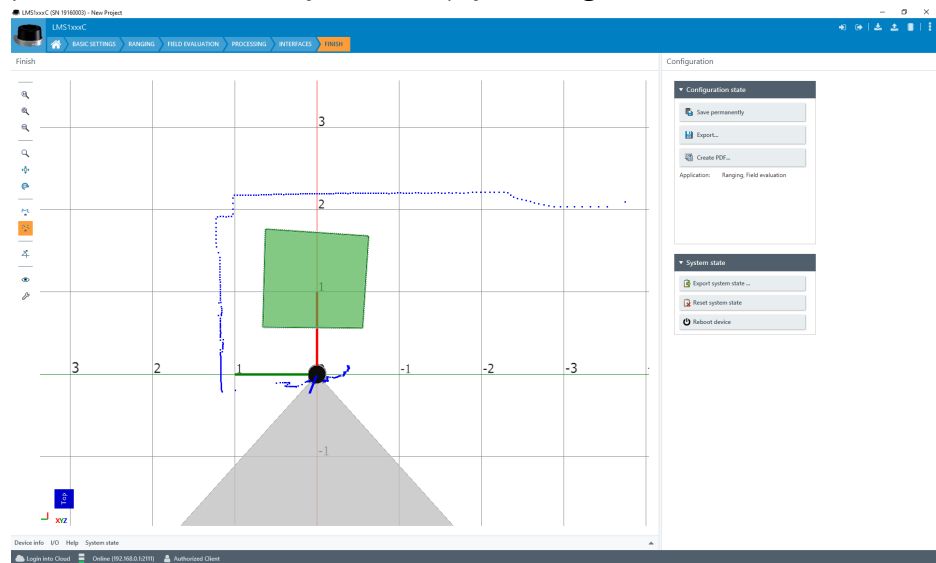 LMS1xxxC (SN 19160003) - New Project
LMS1xxxC
BASIC SETTINGS
RANGING
FIELD EVALUATION
PROCESSING
INTERFACES
FINISH
Finish
Configuration
Configuration state
Save permanently
Export...
Create PDF...
Application: Ranging, Field evaluation
System state
Export system state ...
Reset system state
Reboot device
3
2
1
3 2 1 -1 -2 -3
-1
Top
XYZ
Device info I/O Help System state
Login into Cloud Online (192.168.0.1:2111) Authorized Client